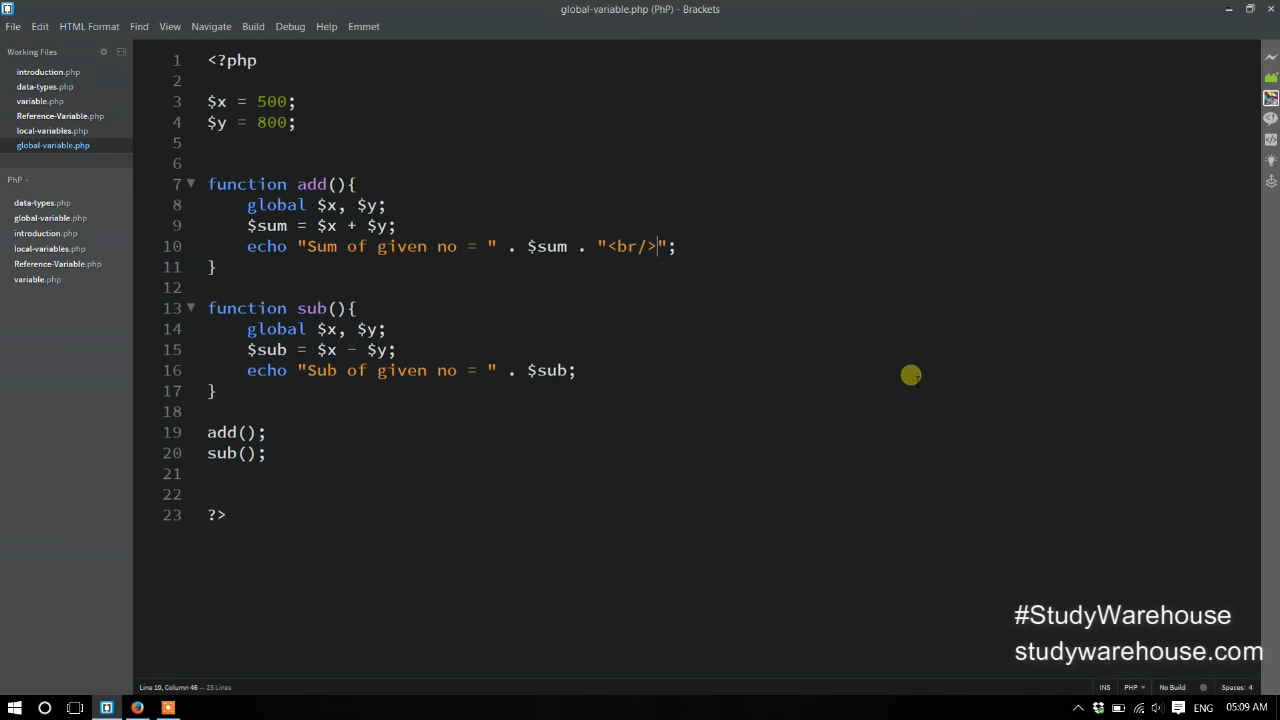 global-variable.php (PhP) - Brackets
File Edit View HTML Format Find Navigate Build Debug Help Emmet
Working Files
introduction.php
data-types.php
variable.php
Reference-Variable.php
local-variables.php
global-variable.php
PhP
data-types.php
global-variable.php
introduction.php
local-variables.php
Reference-Variable.php
variable.php
1 <?php
2
3 $x = 500;
4 $y = 800;
5
6
7 function add(){
8 global $x, $y;
9 $sum = $x + $y;
10 echo "Sum of given no = " . $sum . "<br/>";
11 }
12
13 function sub(){
14 global $x, $y;
15 $sub = $x - $y;
16 echo "Sub of given no = " . $sub;
17 }
18
19 add();
20 sub();
21
22
23 ?>
#StudyWarehouse
studywarehouse.com
Line 10, Column 46 — 23 Lines
INS PHP No Build Spaces: 4
ENG 05:09 AM